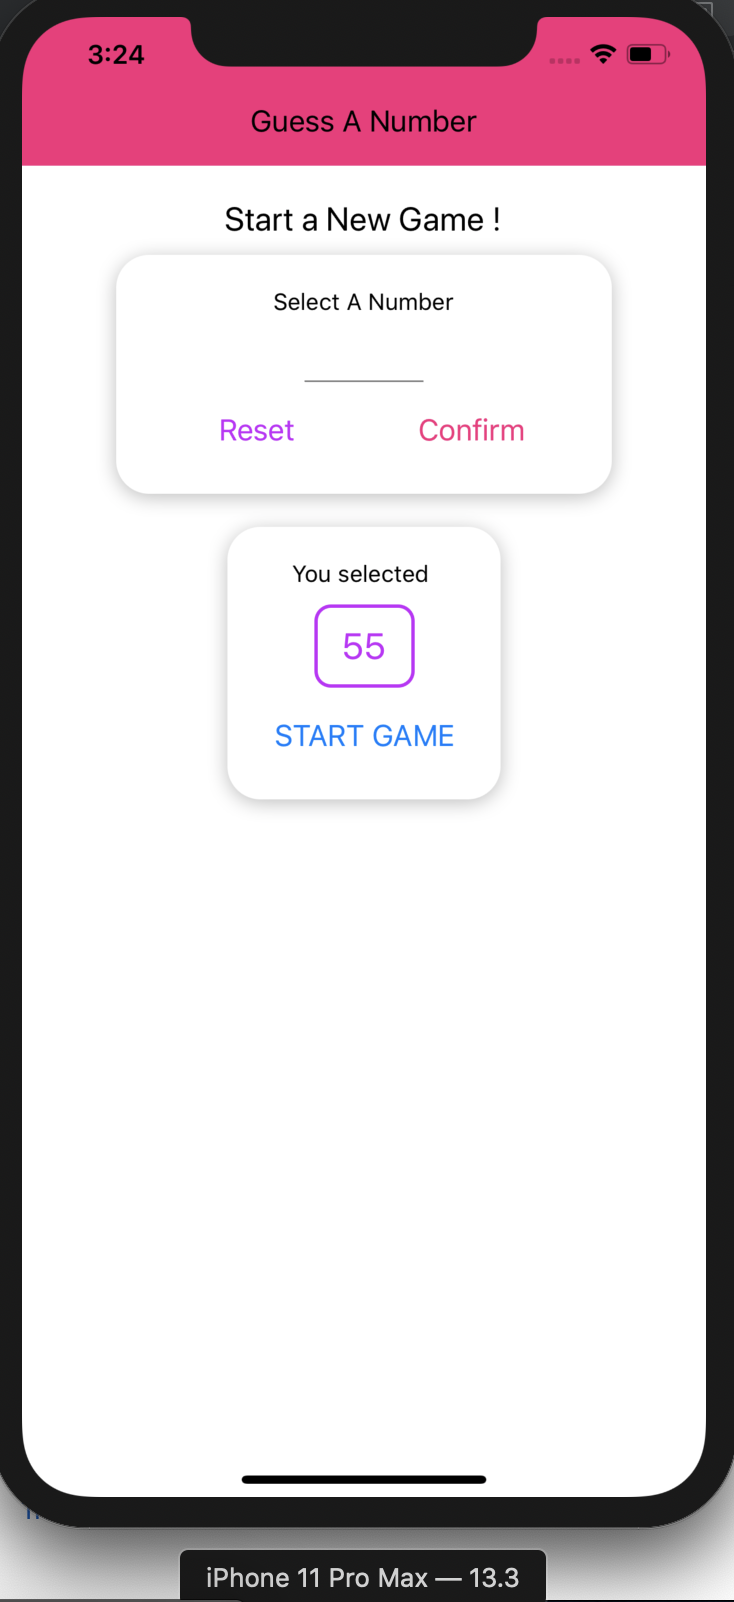 3:24
Guess A Number
Start a New Game !
Select A Number
Reset Confirm
You selected
55
START GAME
iPhone 11 Pro Max — 13.3